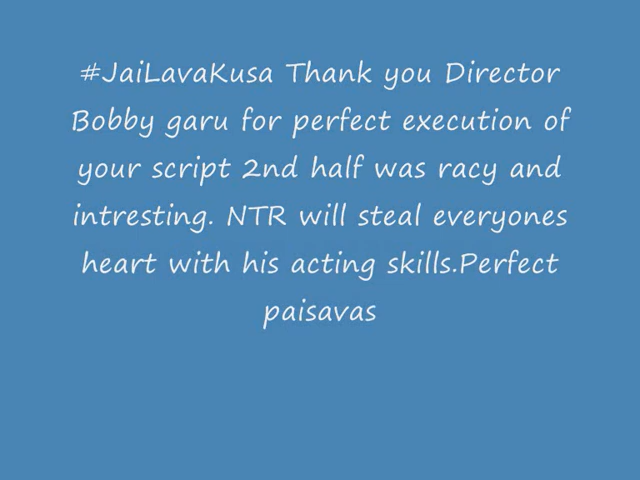 #JaiLavaKusa Thank you Director
Bobby garu for perfect execution of
your script 2nd half was racy and
intresting. NTR will steal everyones
heart with his acting skills.Perfect
paisavas